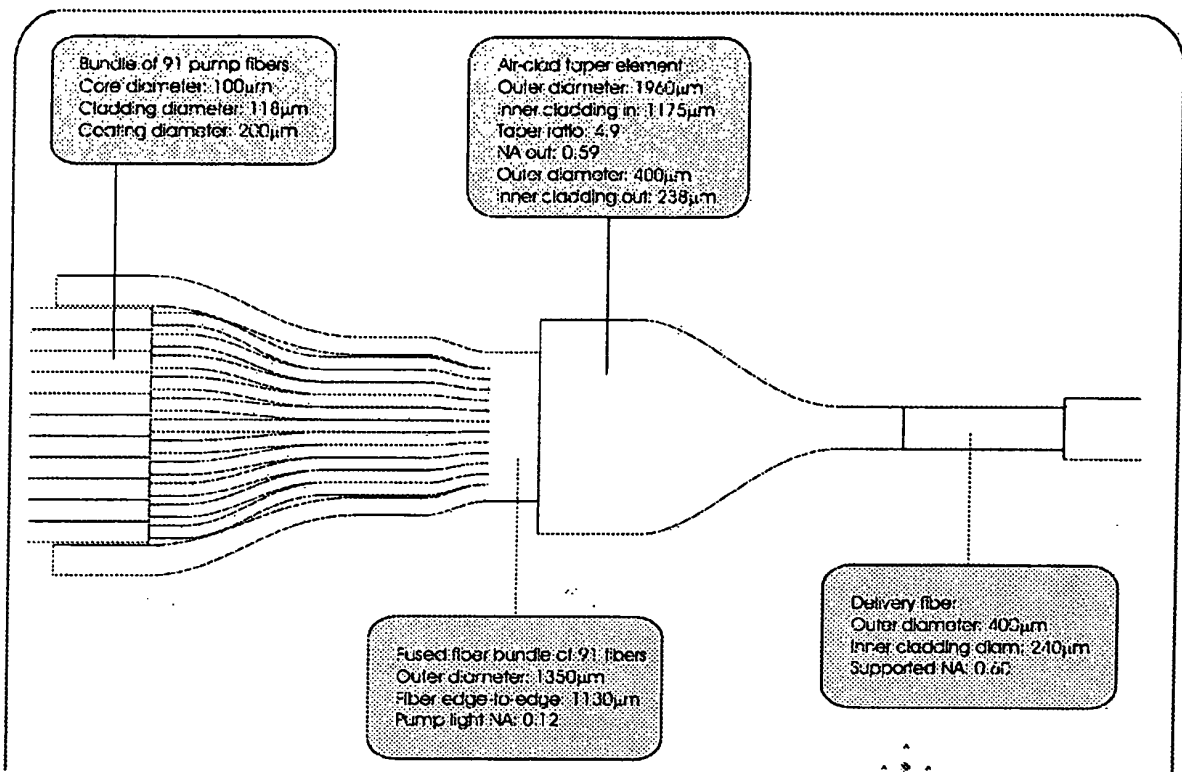 Bundle of 91 pump fibers
Core diameter: 100µm
Cladding diameter: 118µm
Coating diameter: 200µm
Air-clad taper element
Outer diameter: 1960µm
Inner cladding in: 1175µm
Taper ratio: 4.9
NA out: 0.59
Outer diameter: 400µm
Inner cladding out: 238µm
Fused fiber bundle of 91 fibers
Outer diameter: 1350µm
Fiber edge-to-edge: 1130µm
Pump light NA: 0.12
Delivery fiber
Outer diameter: 400µm
Inner cladding diam: 240µm
Supported NA: 0.60